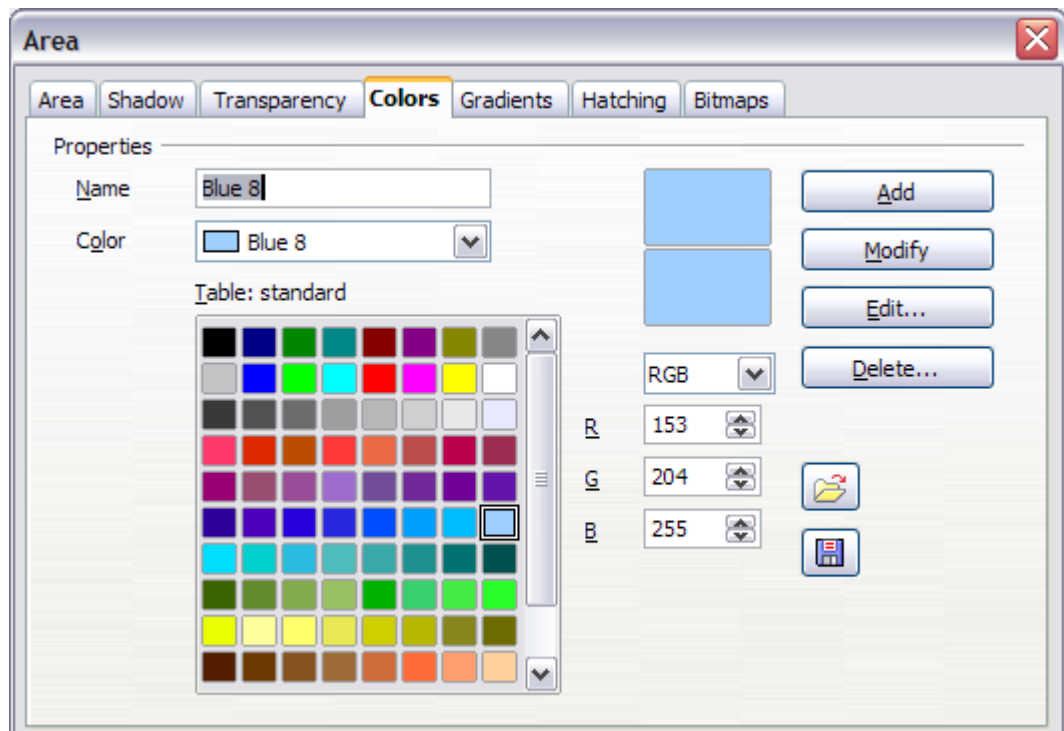 Area
Area Shadow Transparency Colors Gradients Hatching Bitmaps
Properties
Name Blue 8 Add
Color Blue 8 Modify
Table: standard
Edit...
RGB Delete...
R 153
G 204
B 255